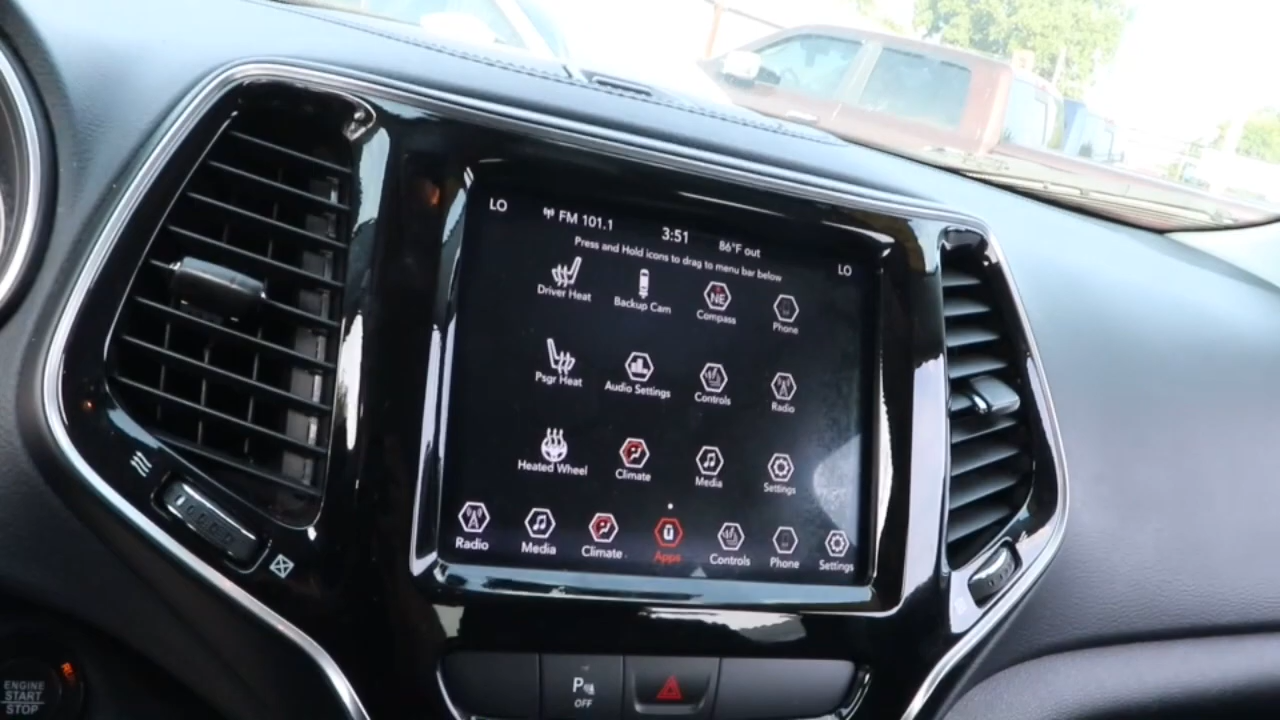 LO
FM 101.1
3:51
86°F out
LO
Press and Hold icons to drag to menu bar below
Driver Heat
Backup Cam
NE
Compass
Phone
Psgr Heat
Audio Settings
Controls
Radio
Heated Wheel
Climate
Media
Settings
Radio
Media
Climate
Apps
Controls
Phone
Settings
P
OFF
ENGINE
START
STOP